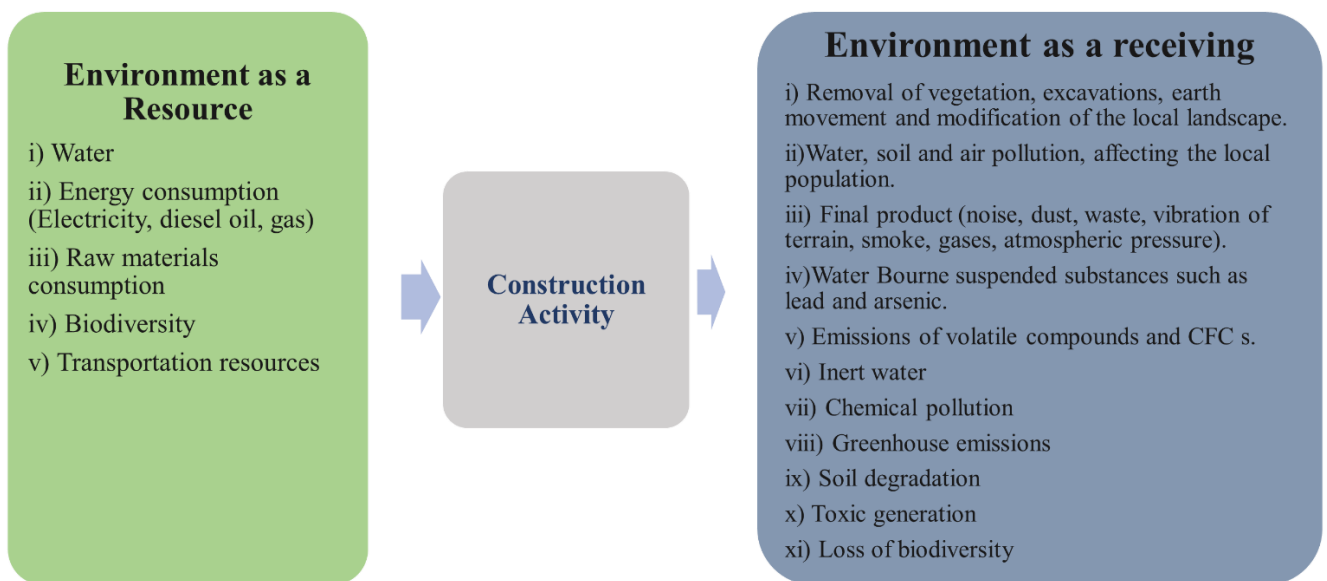 Environment as a
Resource
i) Water
ii) Energy consumption
(Electricity, diesel oil, gas)
iii) Raw materials
consumption
iv) Biodiversity
v) Transportation resources
Construction
Activity
Environment as a receiving
i) Removal of vegetation, excavations, earth
movement and modification of the local landscape.
ii)Water, soil and air pollution, affecting the local
population.
iii) Final product (noise, dust, waste, vibration of
terrain, smoke, gases, atmospheric pressure).
iv)Water Bourne suspended substances such as
lead and arsenic.
v) Emissions of volatile compounds and CFC s.
vi) Inert water
vii) Chemical pollution
viii) Greenhouse emissions
ix) Soil degradation
x) Toxic generation
xi) Loss of biodiversity